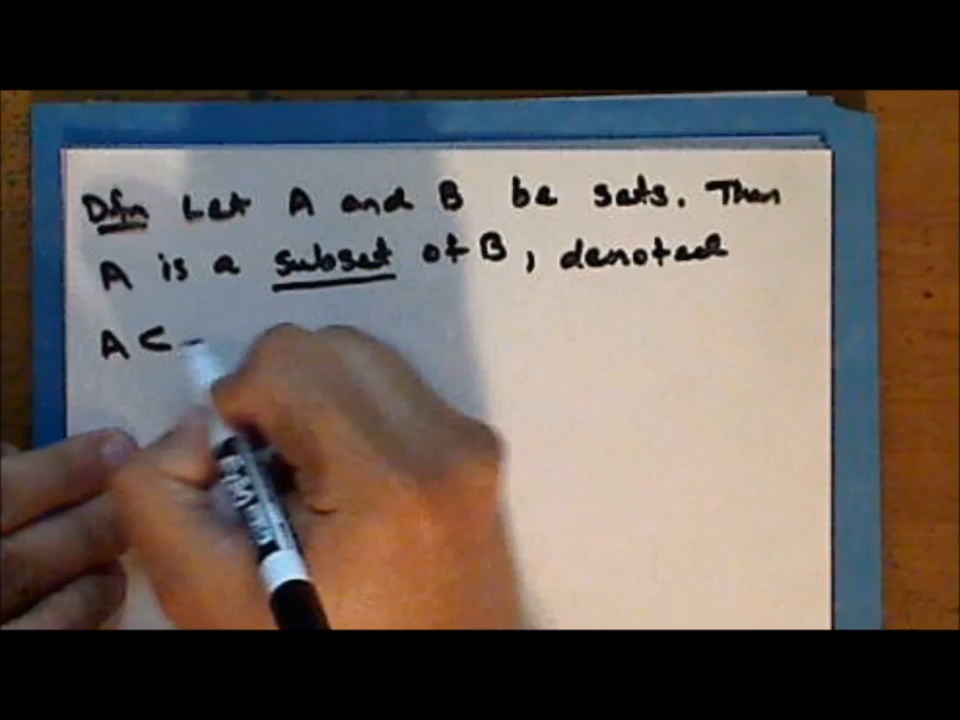 Dfn Let A and B be sets. Then
A is a subset of B, denoted
A ⊂